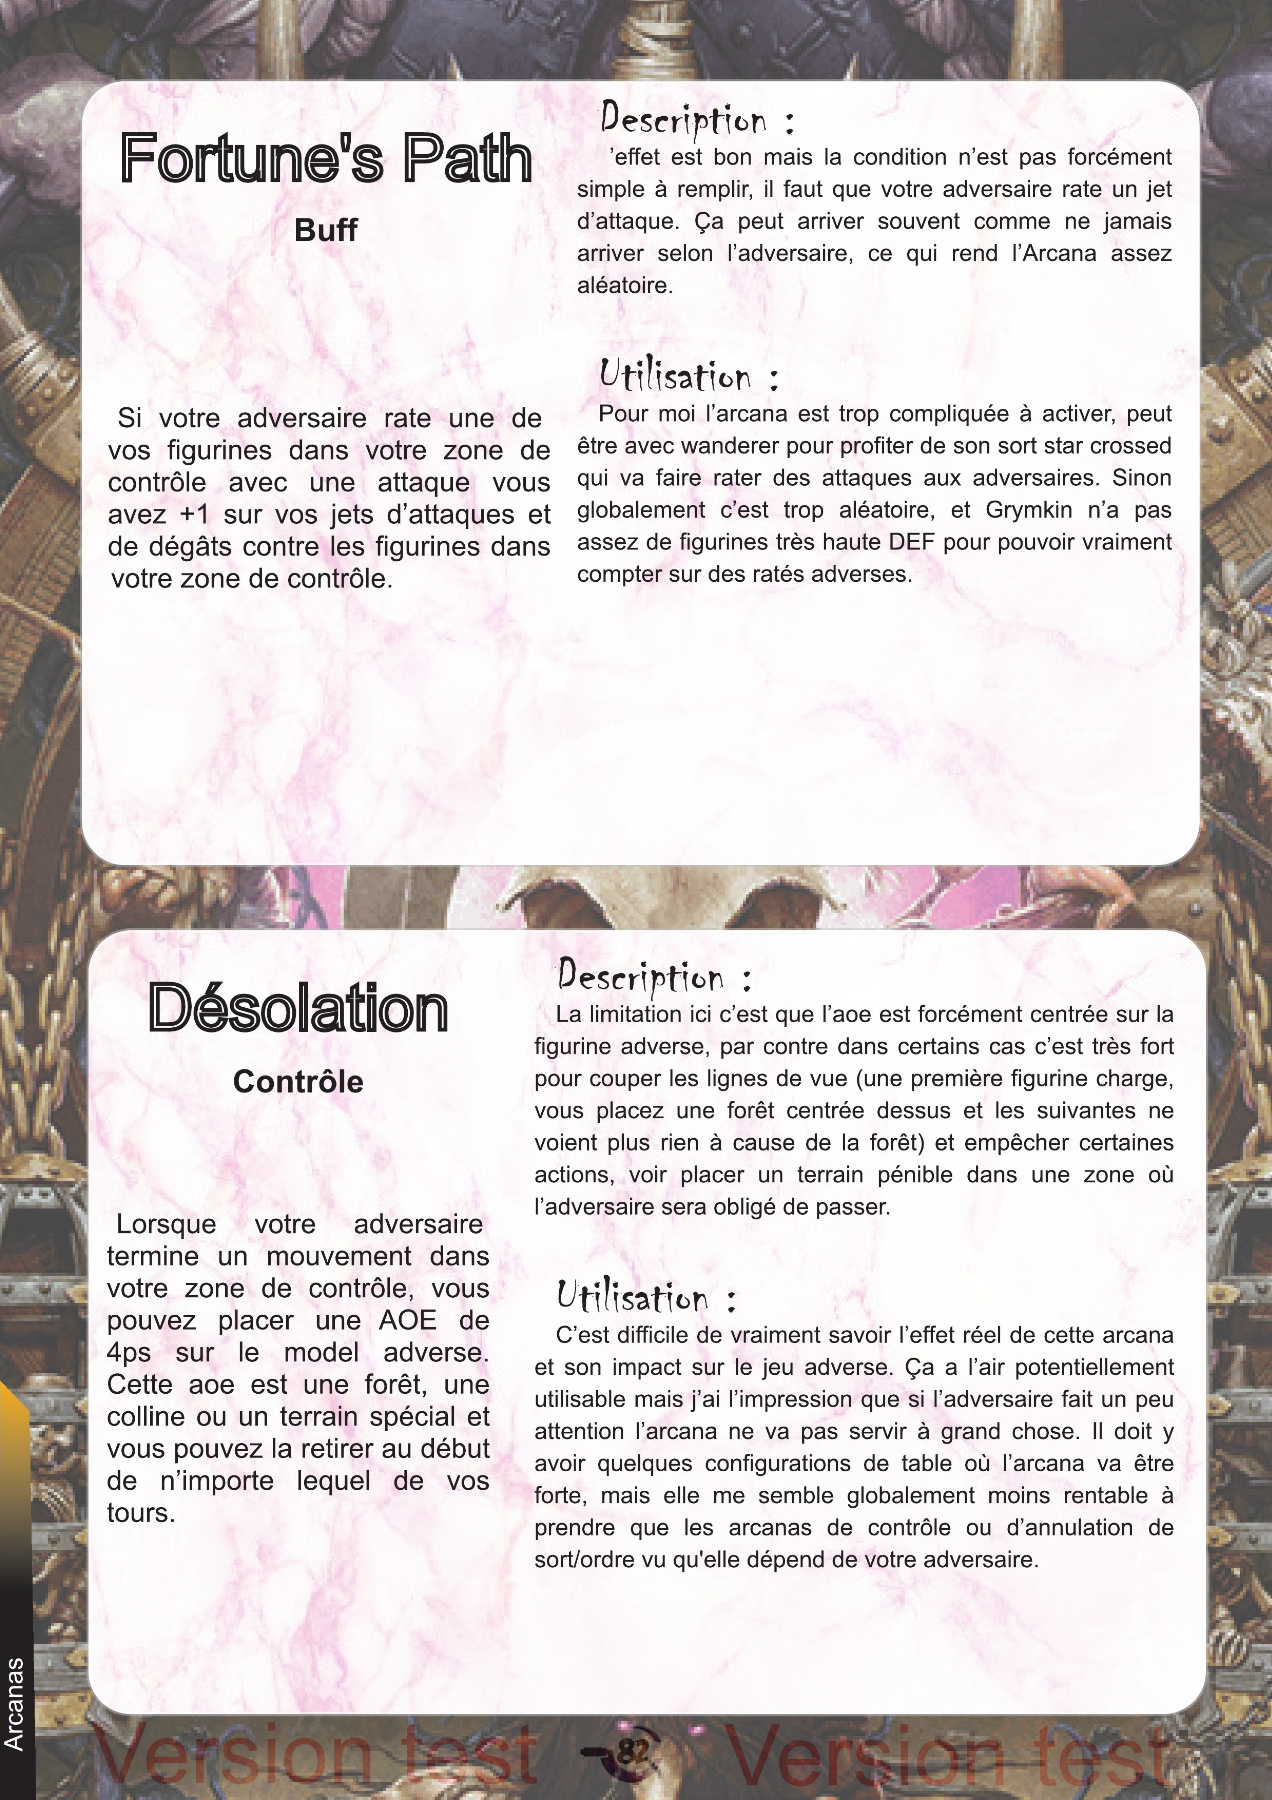 Fortune's Path
Buff
Si votre adversaire rate une de
vos figurines dans votre zone de
contrôle avec une attaque vous
avez +1 sur vos jets d’attaques et
de dégâts contre les figurines dans
votre zone de contrôle.
Description :
’effet est bon mais la condition n’est pas forcément
simple à remplir, il faut que votre adversaire rate un jet
d’attaque. Ça peut arriver souvent comme ne jamais
arriver selon l’adversaire, ce qui rend l’Arcana assez
aléatoire.
Utilisation :
Pour moi l’arcana est trop compliquée à activer, peut
être avec wanderer pour profiter de son sort star crossed
qui va faire rater des attaques aux adversaires. Sinon
globalement c’est trop aléatoire, et Grymkin n’a pas
assez de figurines très haute DEF pour pouvoir vraiment
compter sur des ratés adverses.
Désolation
Contrôle
Lorsque votre adversaire
termine un mouvement dans
votre zone de contrôle, vous
pouvez placer une AOE de
4ps sur le model adverse.
Cette aoe est une forêt, une
colline ou un terrain spécial et
vous pouvez la retirer au début
de n’importe lequel de vos
tours.
Description :
La limitation ici c’est que l’aoe est forcément centrée sur la
figurine adverse, par contre dans certains cas c’est très fort
pour couper les lignes de vue (une première figurine charge,
vous placez une forêt centrée dessus et les suivantes ne
voient plus rien à cause de la forêt) et empêcher certaines
actions, voir placer un terrain pénible dans une zone où
l’adversaire sera obligé de passer.
Utilisation :
C’est difficile de vraiment savoir l’effet réel de cette arcana
et son impact sur le jeu adverse. Ça a l’air potentiellement
utilisable mais j’ai l’impression que si l’adversaire fait un peu
attention l’arcana ne va pas servir à grand chose. Il doit y
avoir quelques configurations de table où l’arcana va être
forte, mais elle me semble globalement moins rentable à
prendre que les arcanas de contrôle ou d’annulation de
sort/ordre vu qu'elle dépend de votre adversaire.
Arcanas
Version test
82
Version test